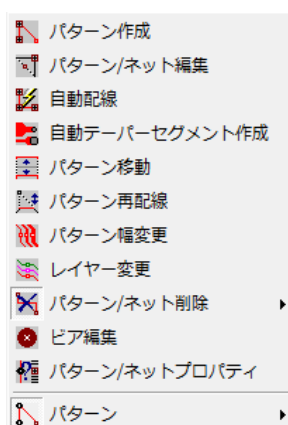 パターン作成
パターン/ネット編集
自動配線
自動テーパーセグメント作成
パターン移動
パターン再配線
パターン幅変更
レイヤー変更
パターン/ネット削除
ビア編集
パターン/ネットプロパティ
パターン